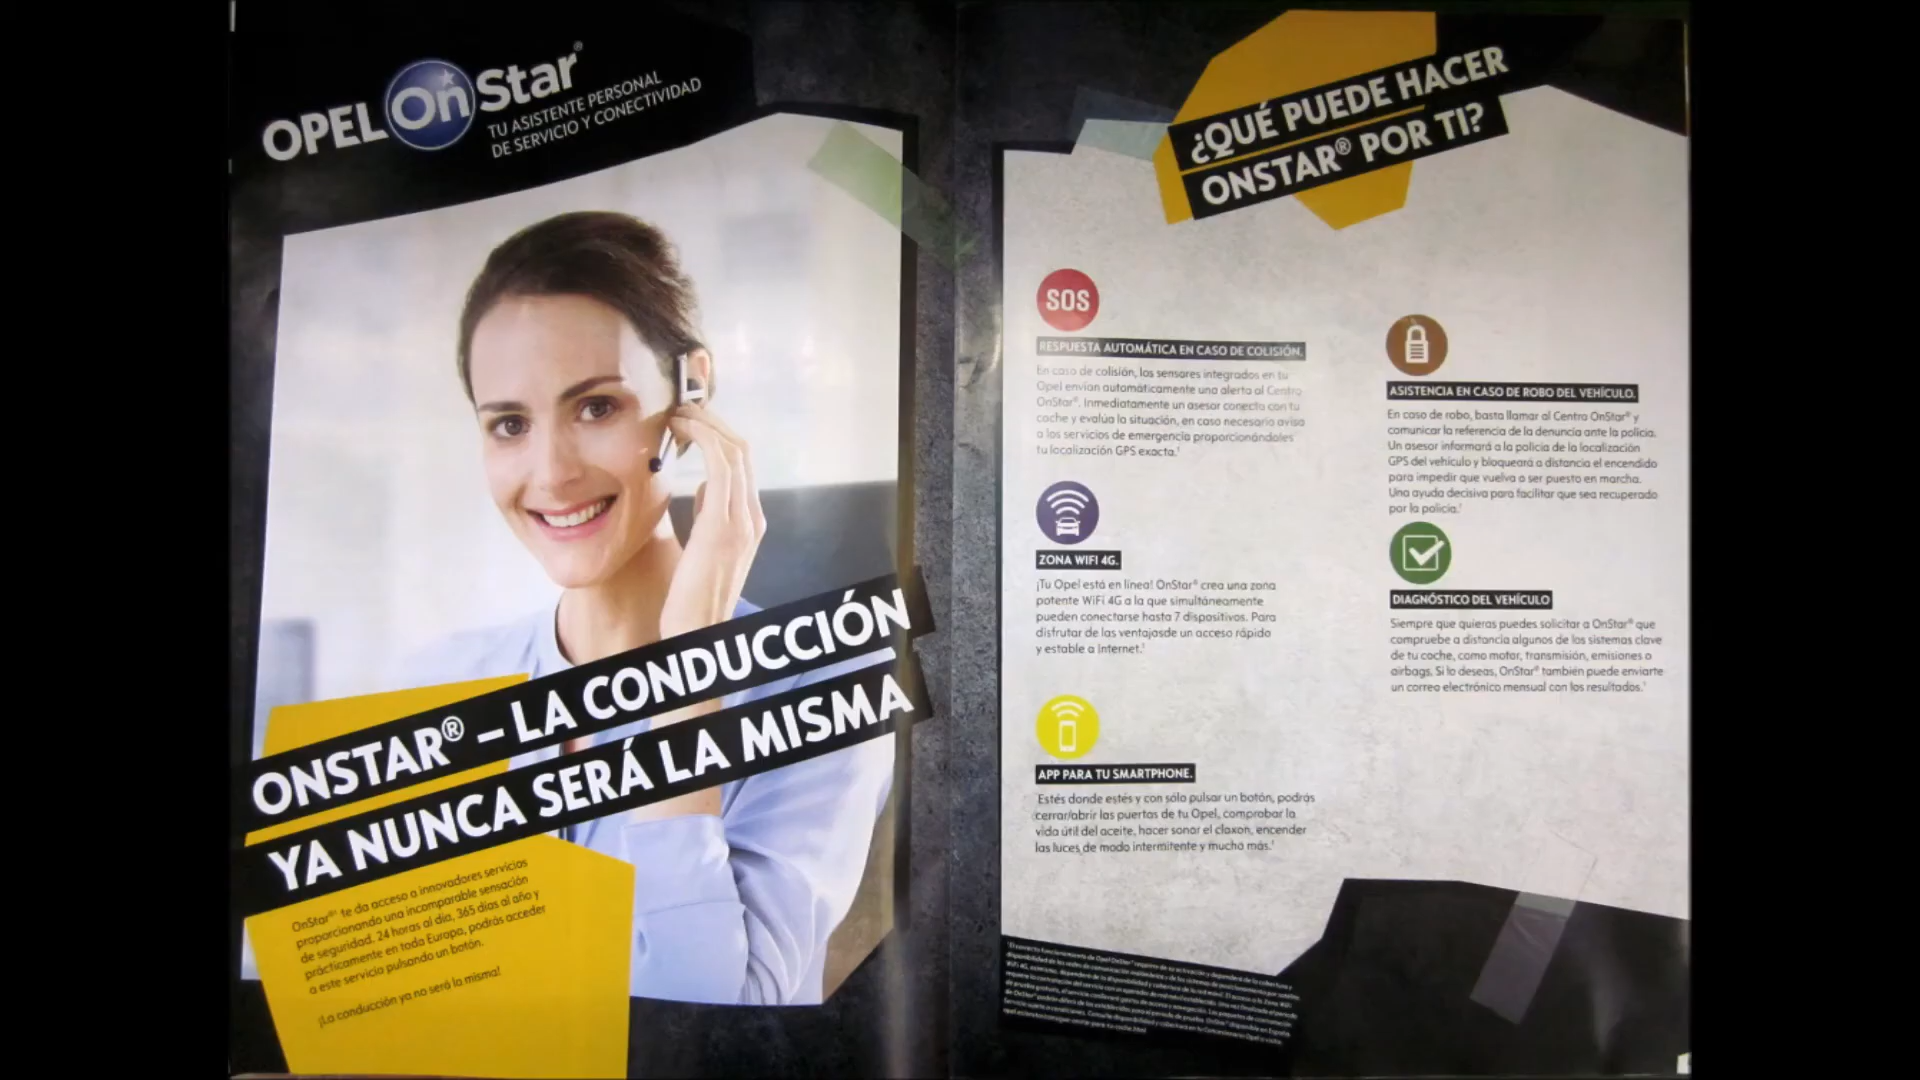 OPEL OnStar®
TU ASISTENTE PERSONAL
DE SERVICIO Y CONECTIVIDAD
ONSTAR® – LA CONDUCCIÓN
YA NUNCA SERÁ LA MISMA
OnStar®¹ te da acceso a innovadores servicios
proporcionando una incomparable sensación
de seguridad. 24 horas al día, 365 días al año y
prácticamente en toda Europa, podrás acceder
a este servicio pulsando un botón.
¡La conducción ya no será la misma!
¿QUÉ PUEDE HACER
ONSTAR® POR TI?
SOS
RESPUESTA AUTOMÁTICA EN CASO DE COLISIÓN.
En caso de colisión, los sensores integrados en tu
Opel envían automáticamente una alerta al Centro
OnStar®. Inmediatamente un asesor conecta con tu
coche y evalúa la situación, en caso necesario avisa
a los servicios de emergencia proporcionándoles
tu localización GPS exacta.¹
ZONA WIFI 4G.
¡Tu Opel está en línea! OnStar® crea una zona
potente WiFi 4G a la que simultáneamente
pueden conectarse hasta 7 dispositivos. Para
disfrutar de las ventajasde un acceso rápido
y estable a Internet.¹
APP PARA TU SMARTPHONE.
Estés donde estés y con sólo pulsar un botón, podrás
cerrar/abrir las puertas de tu Opel, comprobar la
vida útil del aceite, hacer sonar el claxon, encender
las luces de modo intermitente y mucho más.¹
ASISTENCIA EN CASO DE ROBO DEL VEHÍCULO.
En caso de robo, basta llamar al Centro OnStar® y
comunicar la referencia de la denuncia ante la policía.
Un asesor informará a la policía de la localización
GPS del vehículo y bloqueará a distancia el encendido
para impedir que vuelva a ser puesto en marcha.
Una ayuda decisiva para facilitar que sea recuperado
por la policía.¹
DIAGNÓSTICO DEL VEHÍCULO
Siempre que quieras puedes solicitar a OnStar® que
compruebe a distancia algunos de los sistemas clave
de tu coche, como motor, transmisión, emisiones o
airbags. Si lo deseas, OnStar® también puede enviarte
un correo electrónico mensual con los resultados.¹